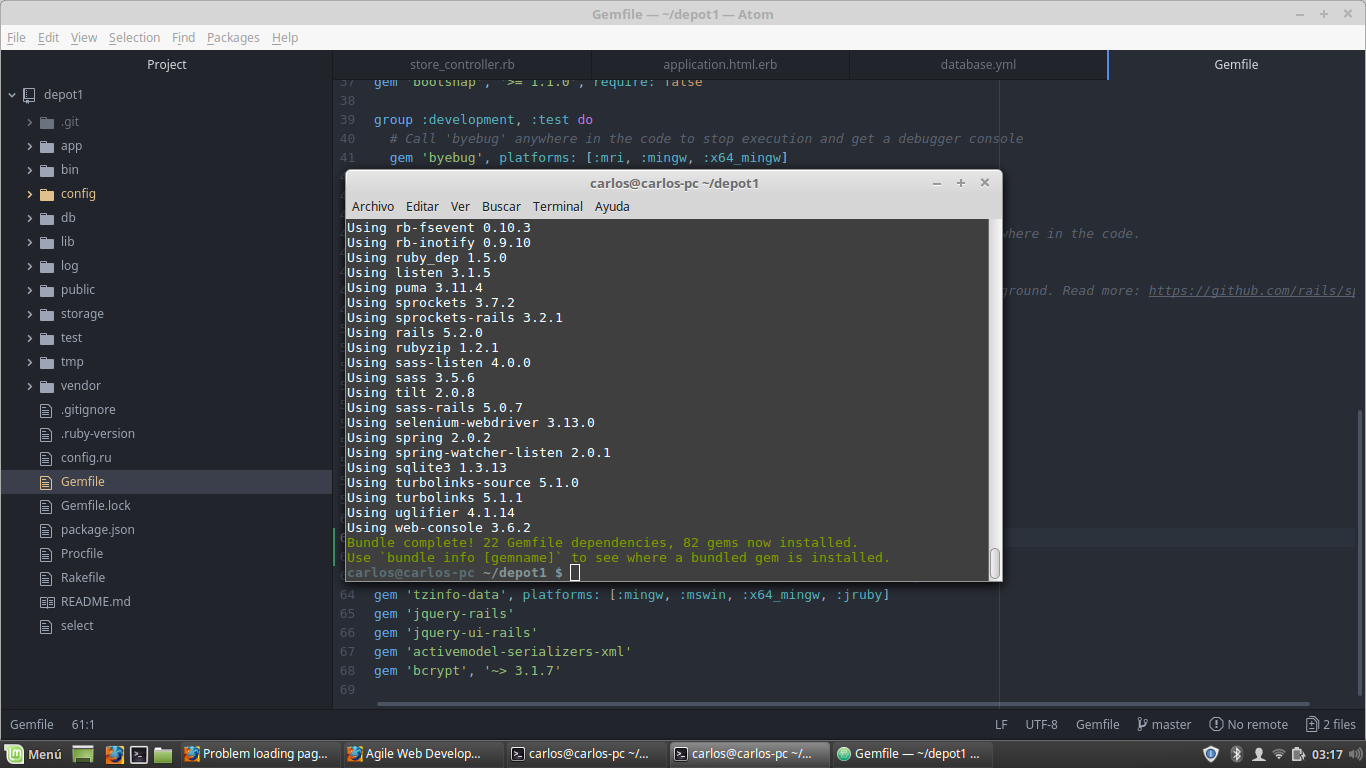 Gemfile — ~/depot1 — Atom
File Edit View Selection Find Packages Help
Project
store_controller.rb
application.html.erb
database.yml
Gemfile
depot1
.git
app
bin
config
db
lib
log
public
storage
test
tmp
vendor
.gitignore
.ruby-version
config.ru
Gemfile
Gemfile.lock
package.json
Procfile
Rakefile
README.md
select
37 gem 'bootsnap', '>= 1.1.0', require: false
38
39 group :development, :test do
40 # Call 'byebug' anywhere in the code to stop execution and get a debugger console
41 gem 'byebug', platforms: [:mri, :mingw, :x64_mingw]
where in the code.
ground. Read more: https://github.com/rails/sp
carlos@carlos-pc ~/depot1
Archivo Editar Ver Buscar Terminal Ayuda
Using rb-fsevent 0.10.3
Using rb-inotify 0.9.10
Using ruby_dep 1.5.0
Using listen 3.1.5
Using puma 3.11.4
Using sprockets 3.7.2
Using sprockets-rails 3.2.1
Using rails 5.2.0
Using rubyzip 1.2.1
Using sass-listen 4.0.0
Using sass 3.5.6
Using tilt 2.0.8
Using sass-rails 5.0.7
Using selenium-webdriver 3.13.0
Using spring 2.0.2
Using spring-watcher-listen 2.0.1
Using sqlite3 1.3.13
Using turbolinks-source 5.1.0
Using turbolinks 5.1.1
Using uglifier 4.1.14
Using web-console 3.6.2
Bundle complete! 22 Gemfile dependencies, 82 gems now installed.
Use `bundle info [gemname]` to see where a bundled gem is installed.
carlos@carlos-pc ~/depot1 $
64 gem 'tzinfo-data', platforms: [:mingw, :mswin, :x64_mingw, :jruby]
65 gem 'jquery-rails'
66 gem 'jquery-ui-rails'
67 gem 'activemodel-serializers-xml'
68 gem 'bcrypt', '~> 3.1.7'
69
Gemfile 61:1
LF UTF-8 Gemfile master No remote 2 files
Menú
Problem loading pag...
Agile Web Develop...
carlos@carlos-pc ~/...
carlos@carlos-pc ~/...
Gemfile — ~/depot1 ...
03:17